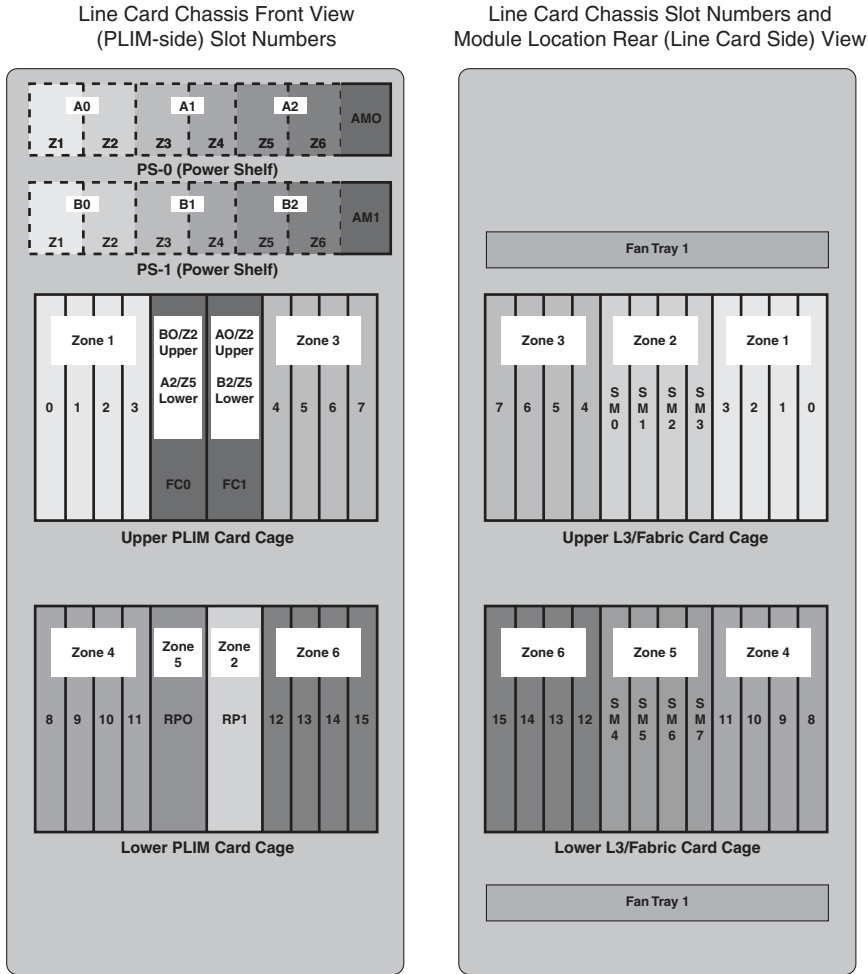 Line Card Chassis Front View
(PLIM-side) Slot Numbers
A0 A1 A2 AMO
Z1 Z2 Z3 Z4 Z5 Z6
PS-0 (Power Shelf)
B0 B1 B2 AM1
Z1 Z2 Z3 Z4 Z5 Z6
PS-1 (Power Shelf)
Zone 1
BO/Z2
Upper
A2/Z5
Lower
AO/Z2
Upper
B2/Z5
Lower
Zone 3
0 1 2 3 4 5 6 7
FC0 FC1
Upper PLIM Card Cage
Zone 4
Zone
5
Zone
2
Zone 6
8 9 10 11 RPO RP1 12 13 14 15
Lower PLIM Card Cage
Line Card Chassis Slot Numbers and
Module Location Rear (Line Card Side) View
Fan Tray 1
Zone 3 Zone 2 Zone 1
7 6 5 4
S
M
0
S
M
1
S
M
2
S
M
3
3 2 1 0
Upper L3/Fabric Card Cage
Zone 6 Zone 5 Zone 4
15 14 13 12
S
M
4
S
M
5
S
M
6
S
M
7
11 10 9 8
Lower L3/Fabric Card Cage
Fan Tray 1